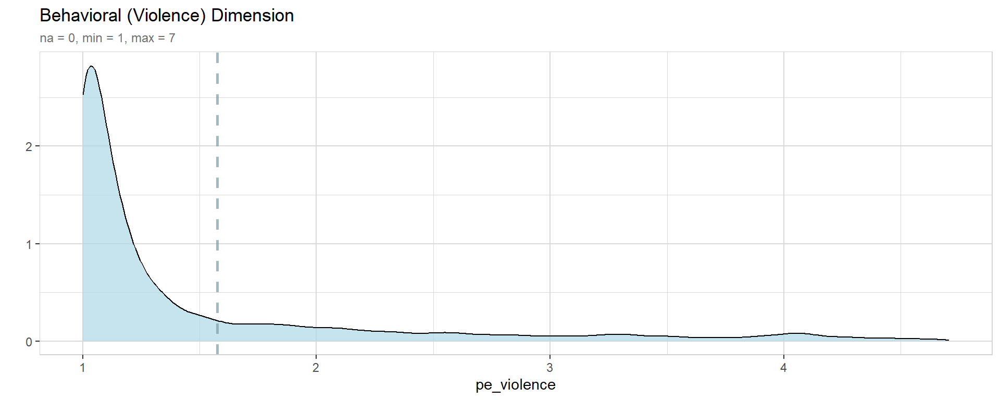 Behavioral (Violence) Dimension
na = 0, min = 1, max = 7
2
1
0
1 2 3 4
pe_violence